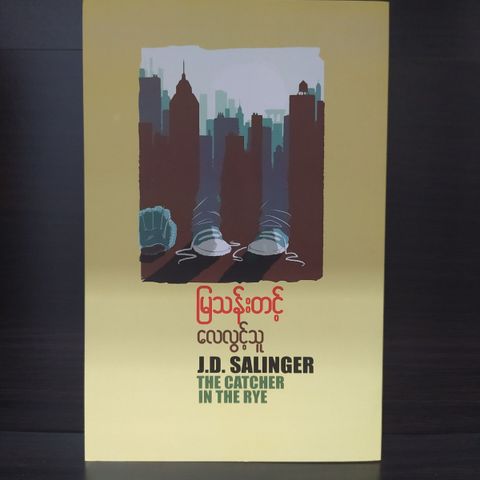 မြသန်းတင့်
လေလွင့်သူ
J.D. SALINGER
THE CATCHER
IN THE RYE